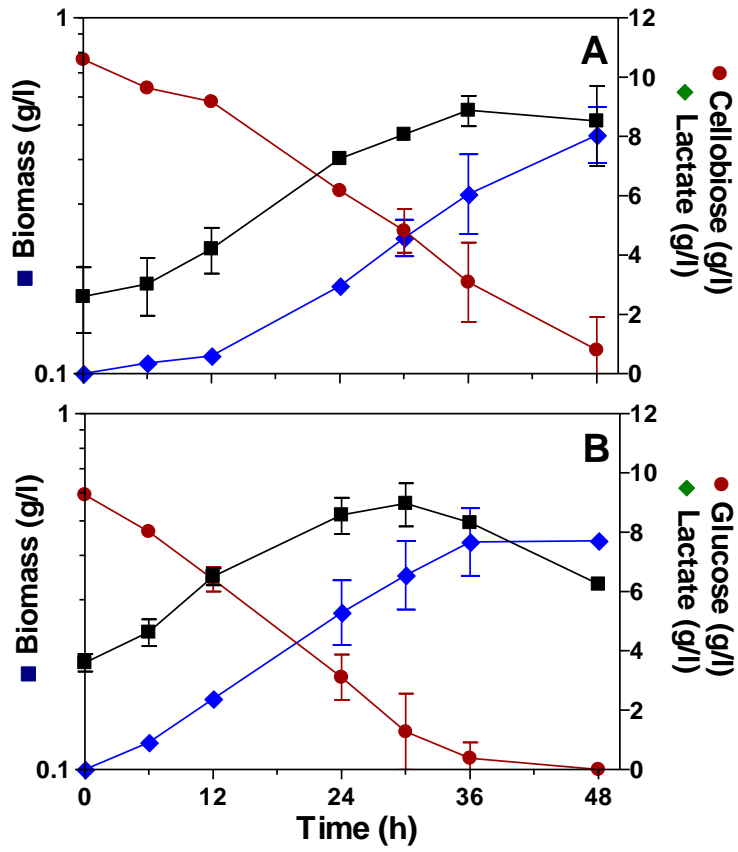 1
12
A
10
8
6
4
2
0
0.1
Biomass (g/l)
Cellobiose (g/l)
Lactate (g/l)
1
12
B
10
8
6
4
2
0
0.1
Biomass (g/l)
Glucose (g/l)
Lactate (g/l)
0 12 24 36 48
Time (h)